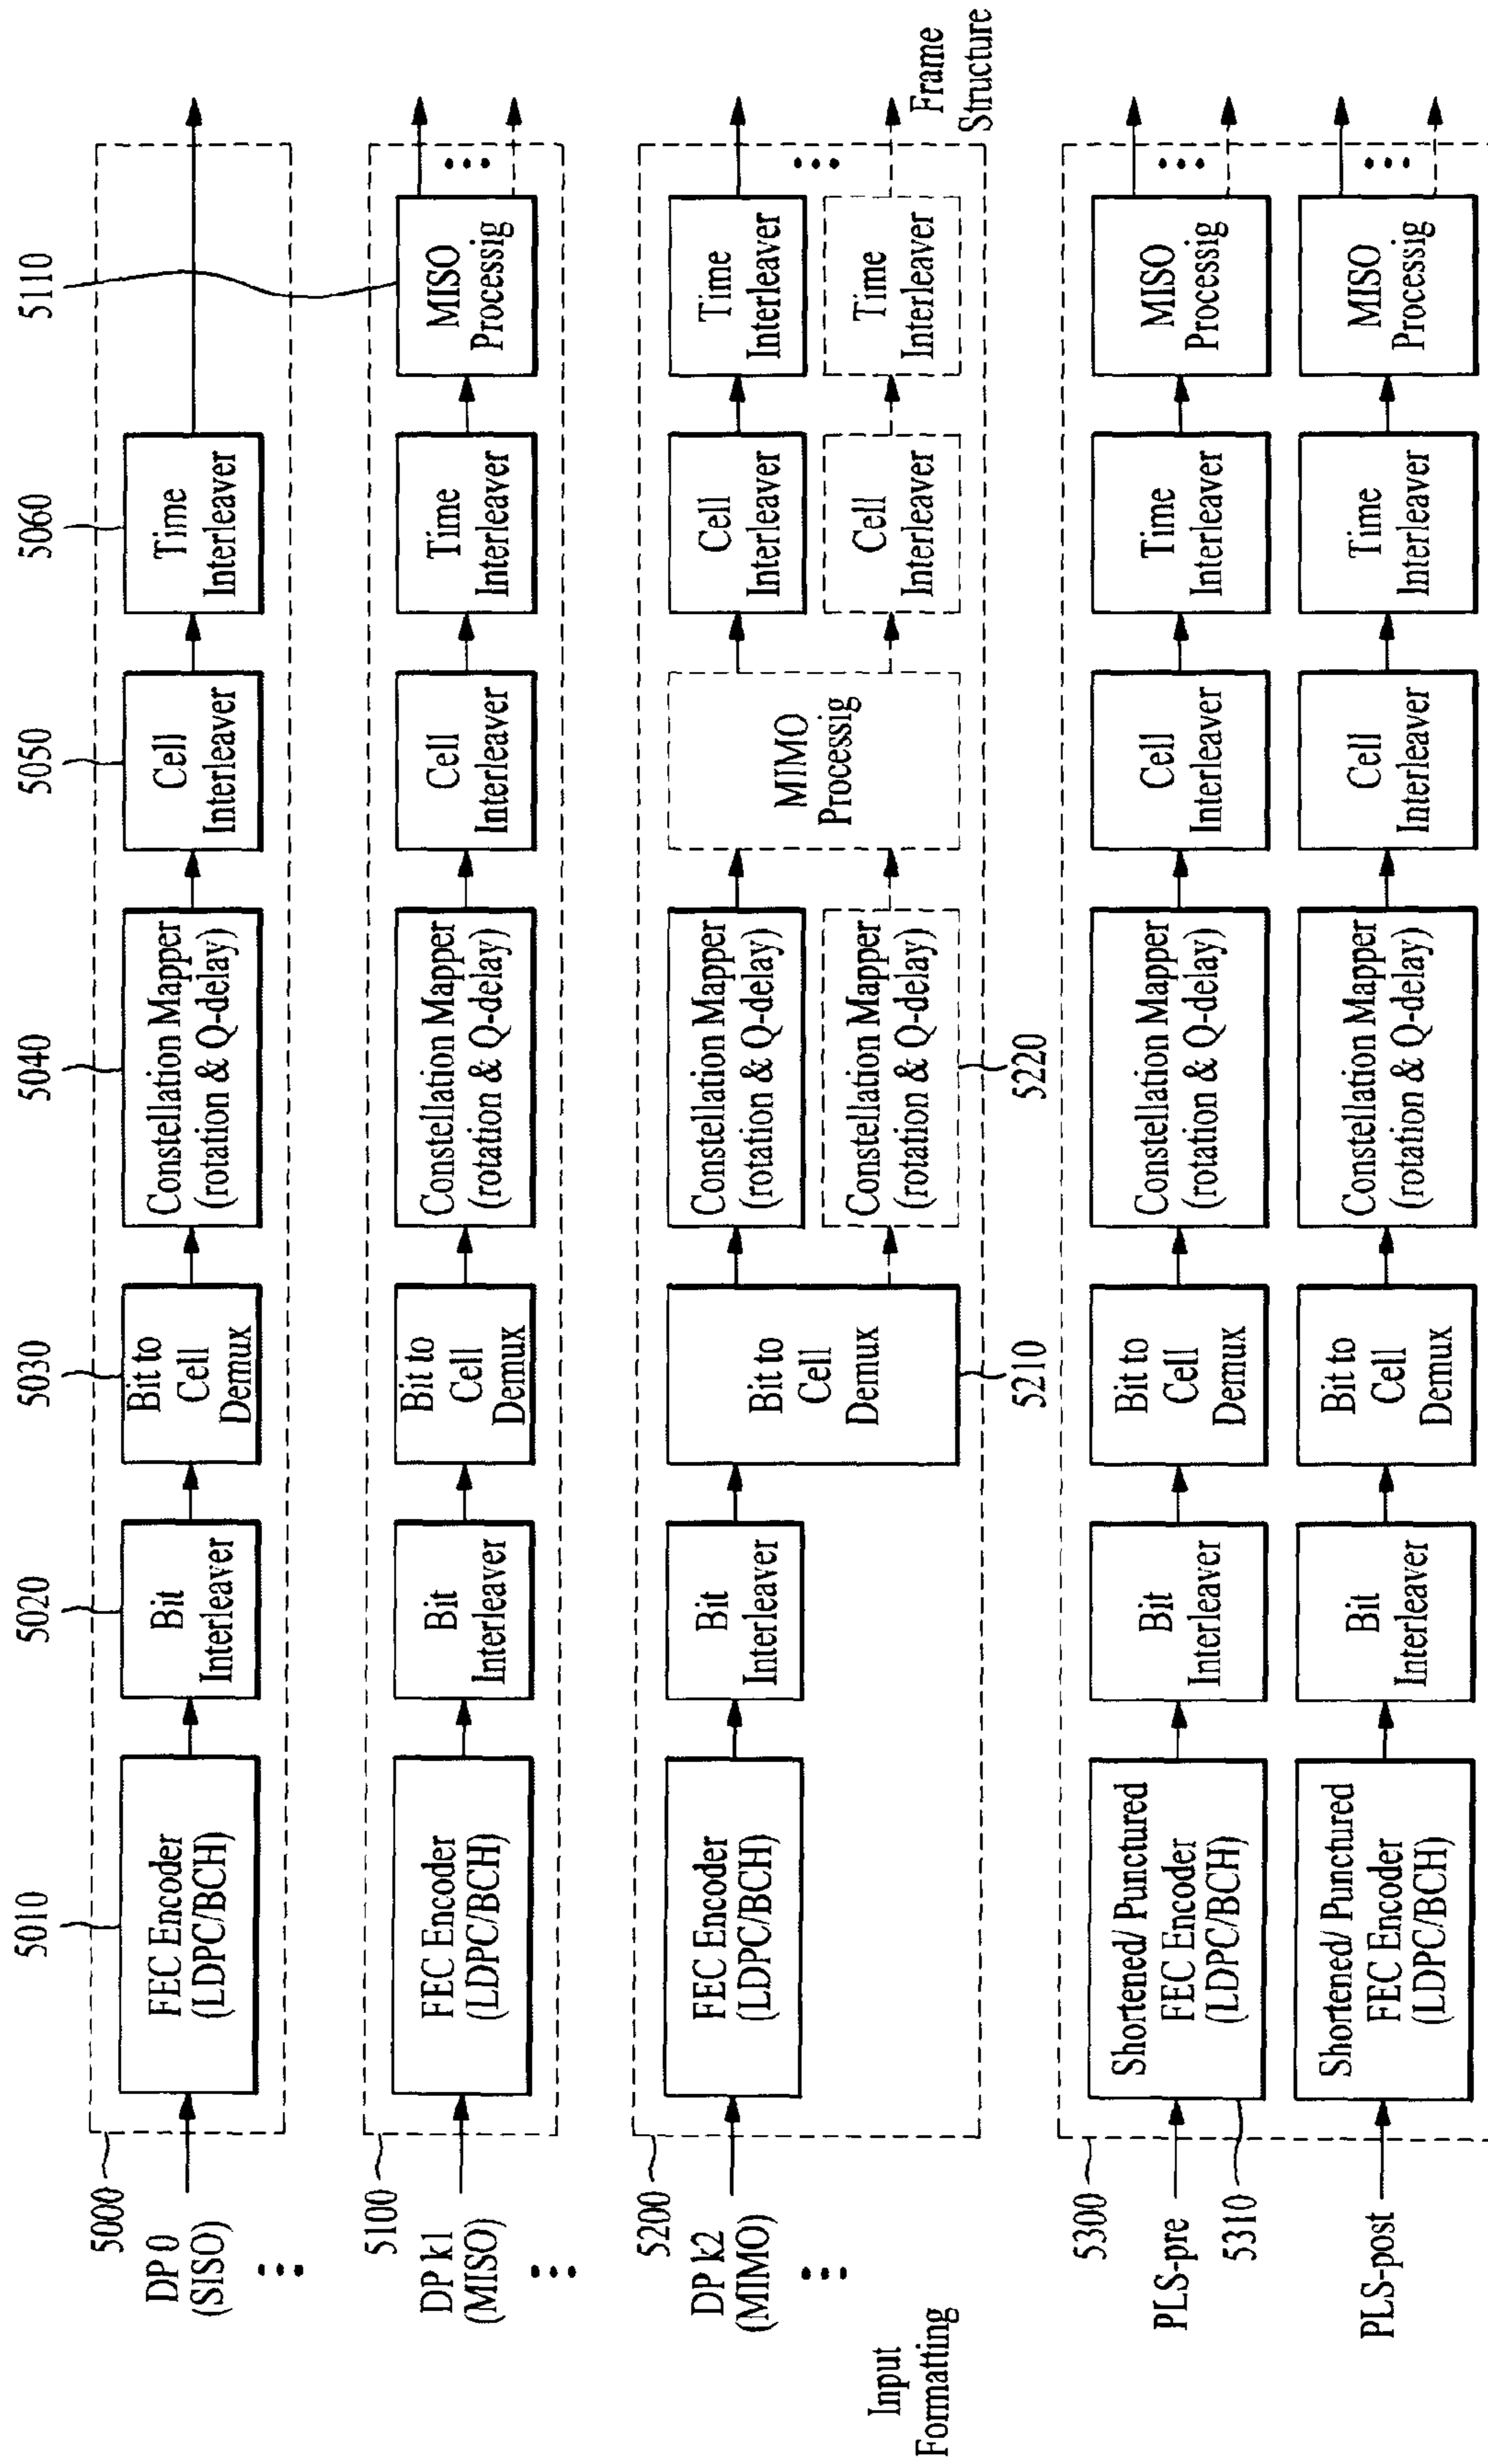 5000
DP 0
(SISO)
5010
FEC Encoder
(LDPC/BCH)
5020
Bit
Interleaver
5030
Bit to
Cell
Demux
5040
Constellation Mapper
(rotation & Q-delay)
5050
Cell
Interleaver
5060
Time
Interleaver
5110
5100
DP k1
(MISO)
FEC Encoder
(LDPC/BCH)
Bit
Interleaver
Bit to
Cell
Demux
Constellation Mapper
(rotation & Q-delay)
Cell
Interleaver
Time
Interleaver
MISO
Processig
5200
DP k2
(MIMO)
FEC Encoder
(LDPC/BCH)
Bit
Interleaver
Bit to
Cell
Demux
5210
Constellation Mapper
(rotation & Q-delay)
Constellation Mapper
(rotation & Q-delay)
5220
MIMO
Processig
Cell
Interleaver
Cell
Interleaver
Time
Interleaver
Time
Interleaver
Input
Formatting
Frame
Structure
5300
PLS-pre
5310
Shortened/ Punctured
FEC Encoder
(LDPC/BCH)
Bit
Interleaver
Bit to
Cell
Demux
Constellation Mapper
(rotation & Q-delay)
Cell
Interleaver
Time
Interleaver
MISO
Processig
PLS-post
Shortened/ Punctured
FEC Encoder
(LDPC/BCH)
Bit
Interleaver
Bit to
Cell
Demux
Constellation Mapper
(rotation & Q-delay)
Cell
Interleaver
Time
Interleaver
MISO
Processig